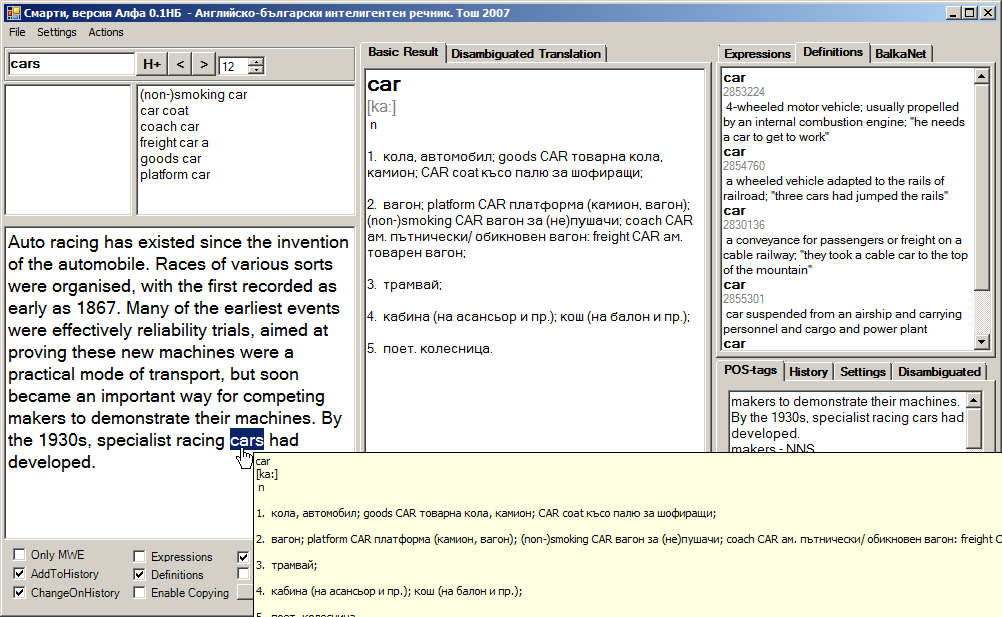 Смарти, версия Алфа 0.1НБ - Английско-български интелигентен речник. Тош 2007
File Settings Actions
cars H+ < > 12
(non-)smoking car
car coat
coach car
freight car a
goods car
platform car
Auto racing has existed since the invention
of the automobile. Races of various sorts
were organised, with the first recorded as
early as 1867. Many of the earliest events
were effectively reliability trials, aimed at
proving these new machines were a
practical mode of transport, but soon
became an important way for competing
makers to demonstrate their machines. By
the 1930s, specialist racing cars had
developed.
Only MWE
AddToHistory
ChangeOnHistory
Expressions
Definitions
Enable Copying
Basic Result Disambiguated Translation
car
[ka:]
n
1. кола, автомобил; goods CAR товарна кола,
камион; CAR coat късо палю за шофиращи;
2. вагон; platform CAR платформа (камион, вагон);
(non-)smoking CAR вагон за (не)пушачи; coach CAR
ам. пътнически/ обикновен вагон: freight CAR ам.
товарен вагон;
3. трамвай;
4. кабина (на асансьор и пр.); кош (на балон и пр.);
5. поет. колесница.
Expressions Definitions BalkaNet
car
2853224
4-wheeled motor vehicle; usually propelled
by an internal combustion engine; "he needs
a car to get to work"
car
2854760
a wheeled vehicle adapted to the rails of
railroad; "three cars had jumped the rails"
car
2830136
a conveyance for passengers or freight on a
cable railway; "they took a cable car to the top
of the mountain"
car
2855301
car suspended from an airship and carrying
personnel and cargo and power plant
car
POS-tags History Settings Disambiguated
makers to demonstrate their machines.
By the 1930s, specialist racing cars had
developed.
makers - NNS
car
[ka:]
n
1. кола, автомобил; goods CAR товарна кола, камион; CAR coat късо палю за шофиращи;
2. вагон; platform CAR платформа (камион, вагон); (non-)smoking CAR вагон за (не)пушачи; coach CAR ам. пътнически/ обикновен вагон: freight C
3. трамвай;
4. кабина (на асансьор и пр.); кош (на балон и пр.);
5. поет. колесница